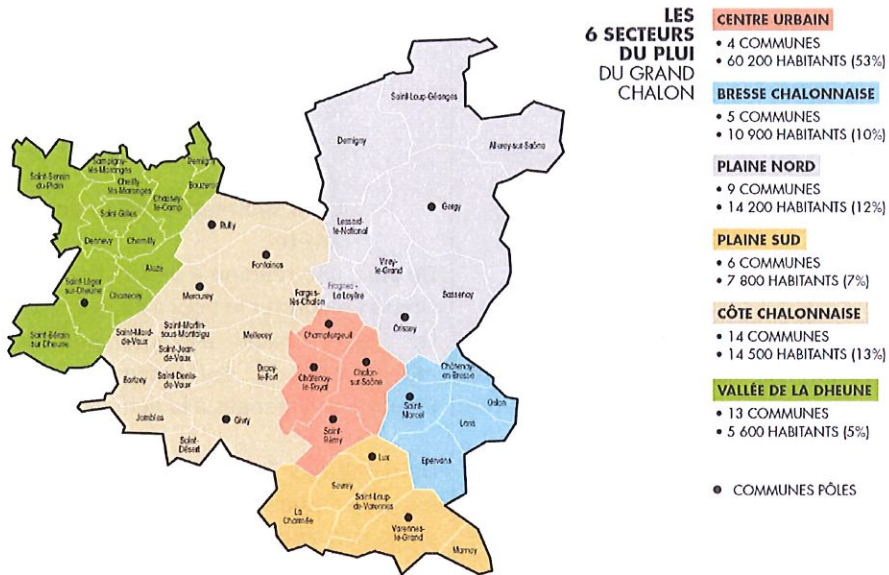 LES
6 SECTEURS
DU PLUI
DU GRAND
CHALON
CENTRE URBAIN
• 4 COMMUNES
• 60 200 HABITANTS (53%)
BRESSE CHALONNAISE
• 5 COMMUNES
• 10 900 HABITANTS (10%)
PLAINE NORD
• 9 COMMUNES
• 14 200 HABITANTS (12%)
PLAINE SUD
• 6 COMMUNES
• 7 800 HABITANTS (7%)
CÔTE CHALONNAISE
• 14 COMMUNES
• 14 500 HABITANTS (13%)
VALLÉE DE LA DHEUNE
• 13 COMMUNES
• 5 600 HABITANTS (5%)
● COMMUNES PÔLES
Saint-Loup-Géanges
Demigny
Allerey-sur-Saône
Gergy
Lessard-
le-National
Virey-
le-Grand
Sassenay
Fragnes -
La Loyère
Crissey
Saint-Sernin
du-Plain
Sampigny-
lès-Maranges
Cheilly
lès-Maranges
Remigny
Bouzeron
Chassey-
le-Camp
Saint-Gilles
Dennevy
Chamilly
Aluze
Saint-Léger
sur-Dheune
Charrecey
Saint-Bérain
sur Dheune
Rully
Fontaines
Mercurey
Farges-
lès-Chalon
Saint-Mard-
de-Vaux
Saint-Martin-
sous-Montaigu
Mellecey
Saint-Jean-
de-Vaux
Saint-Denis-
de-Vaux
Dracy-
le-Fort
Barizey
Jambles
Givry
Saint-
Désert
Champforgeuil
Châtenoy-
le-Royal
Chalon-
sur-Saône
Saint-
Rémy
Châtenoy-
en-Bresse
Saint-
Marcel
Oslon
Lans
Epervans
Lux
Sevrey
La
Charmée
Saint-Loup-
de-Varennes
Varennes-
le-Grand
Marnay